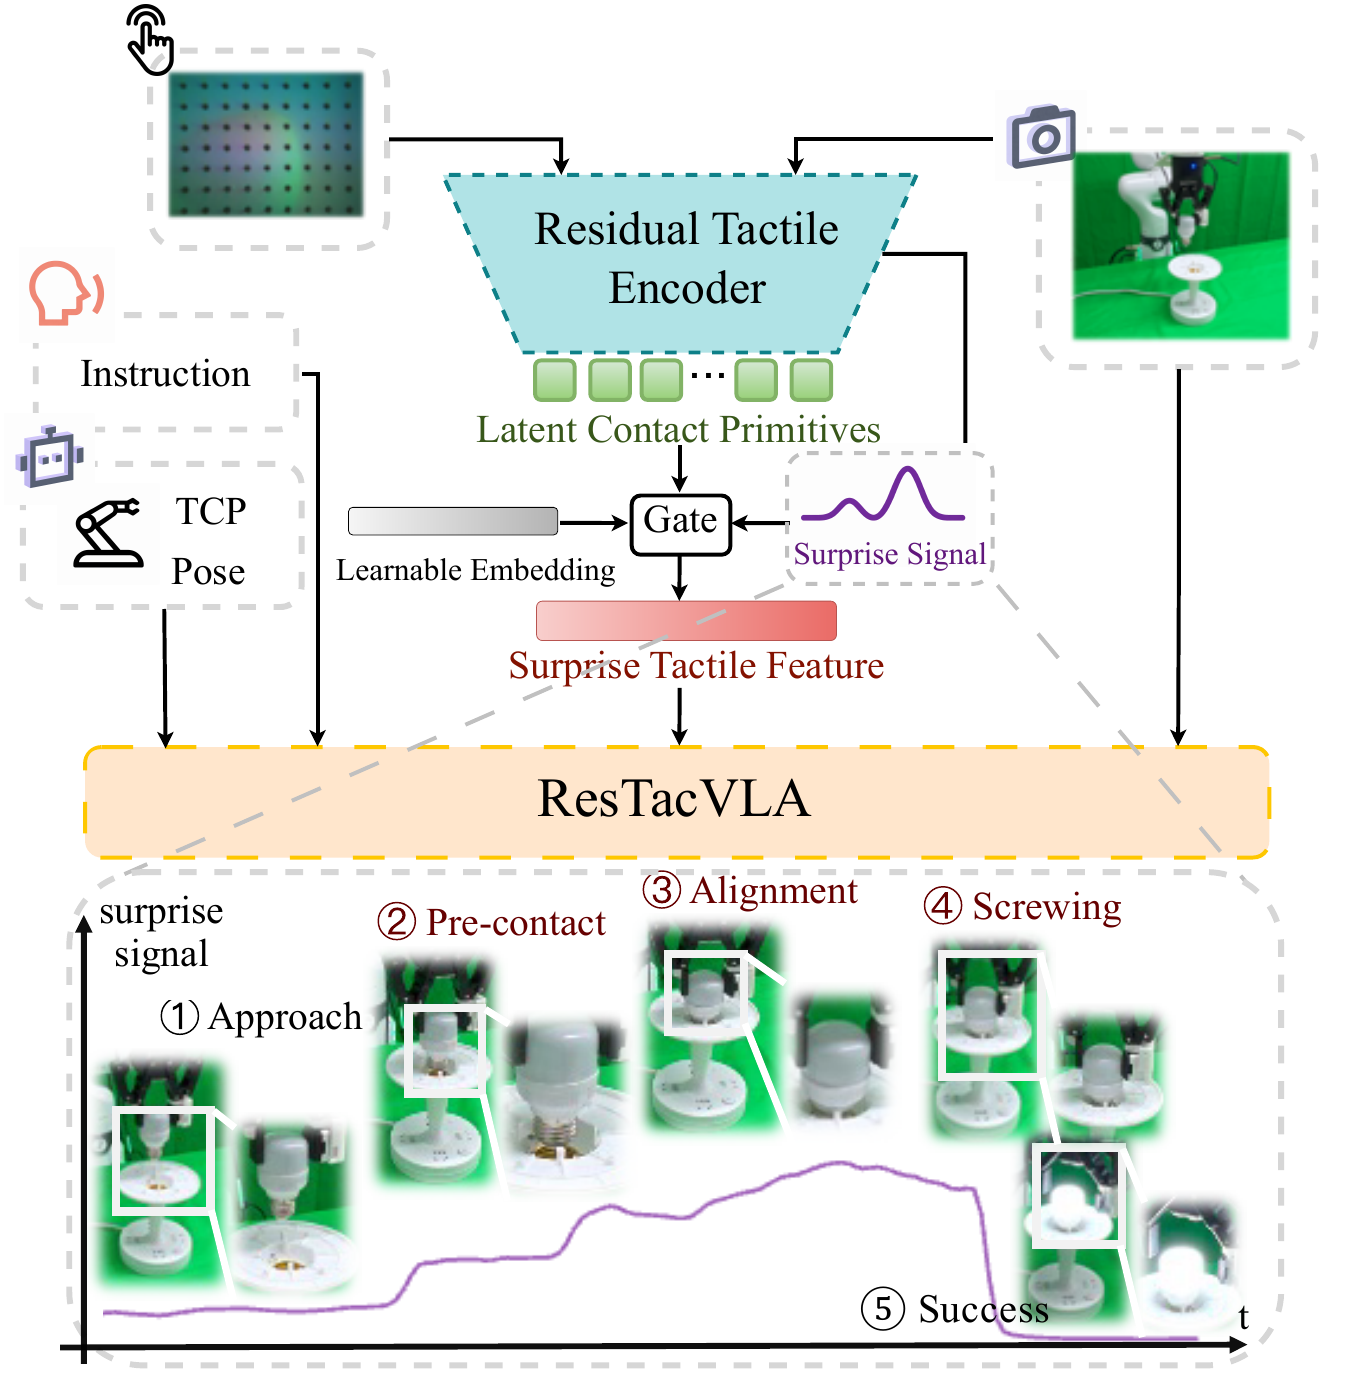 Residual Tactile
Encoder
Instruction
Latent Contact Primitives
TCP
Pose
Gate
Learnable Embedding
Surprise Signal
Surprise Tactile Feature
ResTacVLA
surprise
signal
① Approach
② Pre-contact
③ Alignment
④ Screwing
⑤ Success
t